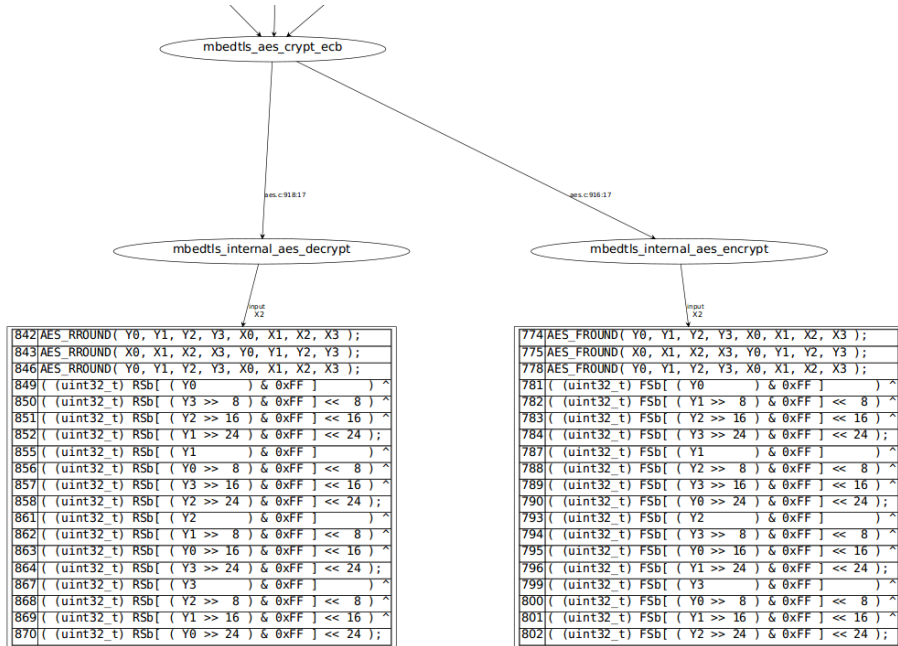 mbedtls_aes_crypt_ecb
aes.c:918:17
aes.c:916:17
mbedtls_internal_aes_decrypt
mbedtls_internal_aes_encrypt
input
X2
input
X2
842 AES_RROUND( Y0, Y1, Y2, Y3, X0, X1, X2, X3 );
843 AES_RROUND( X0, X1, X2, X3, Y0, Y1, Y2, Y3 );
846 AES_RROUND( Y0, Y1, Y2, Y3, X0, X1, X2, X3 );
849 ( (uint32_t) RSb[ ( Y0       ) & 0xFF ]       ) ^
850 ( (uint32_t) RSb[ ( Y3 >>  8 ) & 0xFF ] <<  8 ) ^
851 ( (uint32_t) RSb[ ( Y2 >> 16 ) & 0xFF ] << 16 ) ^
852 ( (uint32_t) RSb[ ( Y1 >> 24 ) & 0xFF ] << 24 );
855 ( (uint32_t) RSb[ ( Y1       ) & 0xFF ]       ) ^
856 ( (uint32_t) RSb[ ( Y0 >>  8 ) & 0xFF ] <<  8 ) ^
857 ( (uint32_t) RSb[ ( Y3 >> 16 ) & 0xFF ] << 16 ) ^
858 ( (uint32_t) RSb[ ( Y2 >> 24 ) & 0xFF ] << 24 );
861 ( (uint32_t) RSb[ ( Y2       ) & 0xFF ]       ) ^
862 ( (uint32_t) RSb[ ( Y1 >>  8 ) & 0xFF ] <<  8 ) ^
863 ( (uint32_t) RSb[ ( Y0 >> 16 ) & 0xFF ] << 16 ) ^
864 ( (uint32_t) RSb[ ( Y3 >> 24 ) & 0xFF ] << 24 );
867 ( (uint32_t) RSb[ ( Y3       ) & 0xFF ]       ) ^
868 ( (uint32_t) RSb[ ( Y2 >>  8 ) & 0xFF ] <<  8 ) ^
869 ( (uint32_t) RSb[ ( Y1 >> 16 ) & 0xFF ] << 16 ) ^
870 ( (uint32_t) RSb[ ( Y0 >> 24 ) & 0xFF ] << 24 );
774 AES_FROUND( Y0, Y1, Y2, Y3, X0, X1, X2, X3 );
775 AES_FROUND( X0, X1, X2, X3, Y0, Y1, Y2, Y3 );
778 AES_FROUND( Y0, Y1, Y2, Y3, X0, X1, X2, X3 );
781 ( (uint32_t) FSb[ ( Y0       ) & 0xFF ]       ) ^
782 ( (uint32_t) FSb[ ( Y1 >>  8 ) & 0xFF ] <<  8 ) ^
783 ( (uint32_t) FSb[ ( Y2 >> 16 ) & 0xFF ] << 16 ) ^
784 ( (uint32_t) FSb[ ( Y3 >> 24 ) & 0xFF ] << 24 );
787 ( (uint32_t) FSb[ ( Y1       ) & 0xFF ]       ) ^
788 ( (uint32_t) FSb[ ( Y2 >>  8 ) & 0xFF ] <<  8 ) ^
789 ( (uint32_t) FSb[ ( Y3 >> 16 ) & 0xFF ] << 16 ) ^
790 ( (uint32_t) FSb[ ( Y0 >> 24 ) & 0xFF ] << 24 );
793 ( (uint32_t) FSb[ ( Y2       ) & 0xFF ]       ) ^
794 ( (uint32_t) FSb[ ( Y3 >>  8 ) & 0xFF ] <<  8 ) ^
795 ( (uint32_t) FSb[ ( Y0 >> 16 ) & 0xFF ] << 16 ) ^
796 ( (uint32_t) FSb[ ( Y1 >> 24 ) & 0xFF ] << 24 );
799 ( (uint32_t) FSb[ ( Y3       ) & 0xFF ]       ) ^
800 ( (uint32_t) FSb[ ( Y0 >>  8 ) & 0xFF ] <<  8 ) ^
801 ( (uint32_t) FSb[ ( Y1 >> 16 ) & 0xFF ] << 16 ) ^
802 ( (uint32_t) FSb[ ( Y2 >> 24 ) & 0xFF ] << 24 );